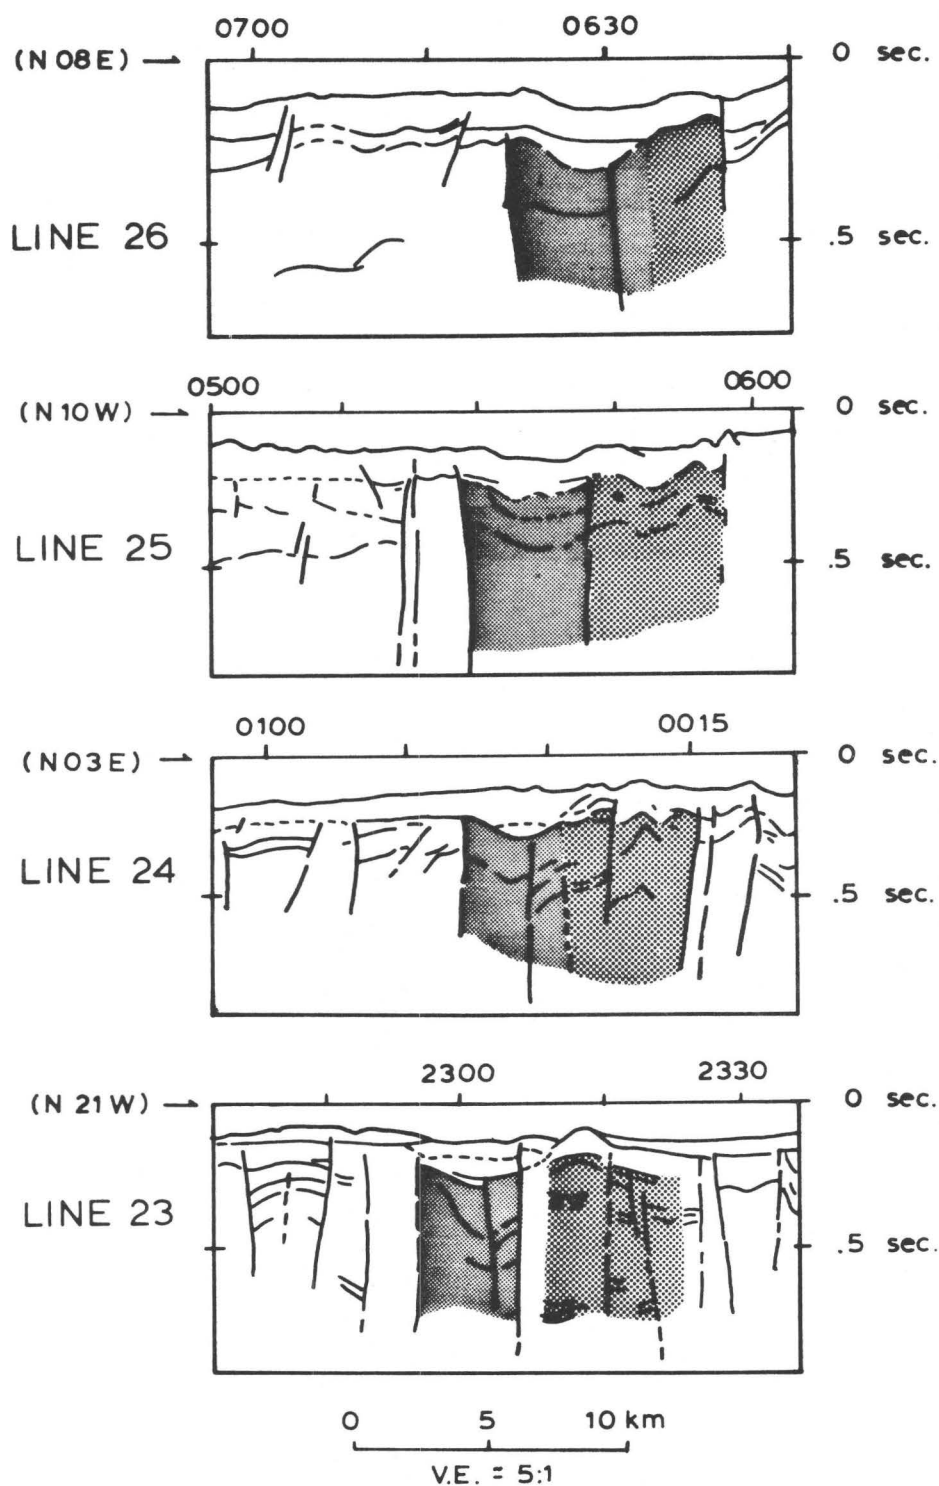 0700 0630
(N 08E) → 0 sec.
LINE 26 .5 sec.
0500 0600
(N10W) → 0 sec.
LINE 25 .5 sec.
0100 0015
(N03E) → 0 sec.
LINE 24 .5 sec.
2300 2330
(N 21W) → 0 sec.
LINE 23 .5 sec.
0 5 10 km
V.E. = 5:1